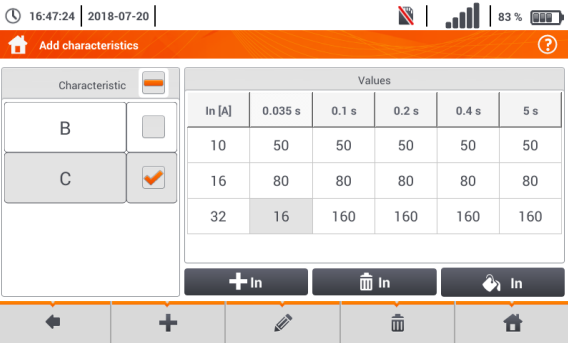 16:47:24 2018-07-20 83 %
Add characteristics ?
Characteristic
B
C
Values
In [A] 0.035 s 0.1 s 0.2 s 0.4 s 5 s
10 50 50 50 50 50
16 80 80 80 80 80
32 16 160 160 160 160
In In In